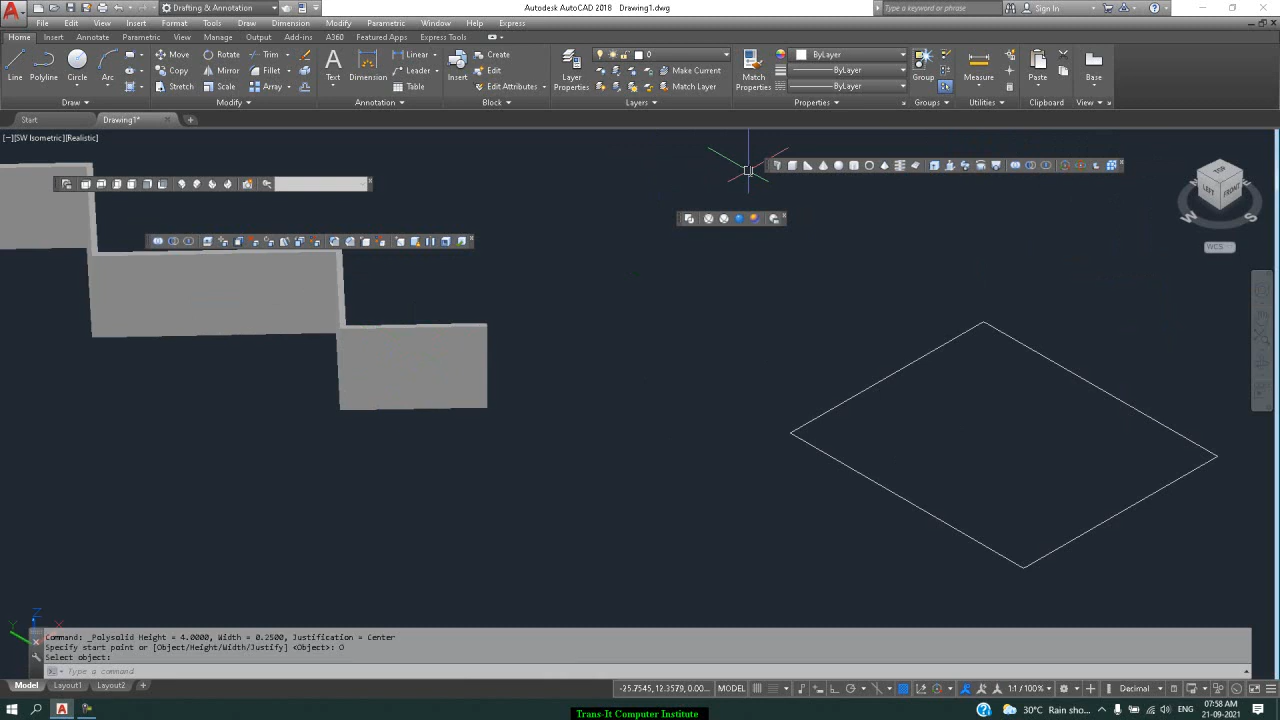 Drafting & Annotation
Autodesk AutoCAD 2018 Drawing1.dwg
Type a keyword or phrase
Sign In
File Edit View Insert Format Tools Draw Dimension Modify Parametric Window Help Express
Home Insert Annotate Parametric View Manage Output Add-ins A360 Featured Apps Express Tools
Line Polyline Circle Arc
Move Rotate Trim
Copy Mirror Fillet
Stretch Scale Array
Text Dimension
Linear
Leader
Table
Insert
Create
Edit
Edit Attributes
Layer Properties
0
Make Current
Match Layer
Match Properties
ByLayer
ByLayer
ByLayer
Group
Measure
Paste
Base
Draw Modify Annotation Block Layers Properties Groups Utilities Clipboard View
Start Drawing1*
[−][SW Isometric][Realistic]
TOP
LEFT FRONT
W S
WCS
Z
Y X
Command: _Polysolid Height = 4.0000, Width = 0.2500, Justification = Center
Specify start point or [Object/Height/Width/Justify] <Object>: O
Select object:
Type a command
Model Layout1 Layout2 +
-25.7545, 12.3579, 0.00...
MODEL
1:1 / 100%
Decimal
30°C Rain sho...
ENG
07:58 AM
21-09-2021
Trans-It Computer Institute